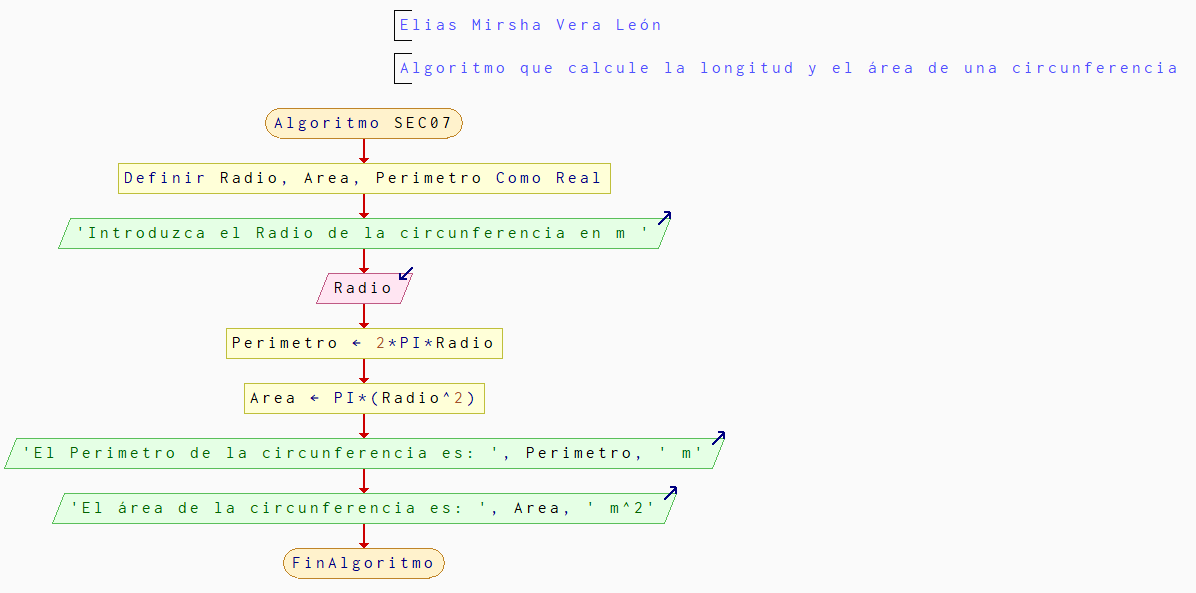 Elias Mirsha Vera León
Algoritmo que calcule la longitud y el área de una circunferencia
Algoritmo SEC07
Definir Radio, Area, Perimetro Como Real
'Introduzca el Radio de la circunferencia en m '
Radio
Perimetro ← 2*PI*Radio
Area ← PI*(Radio^2)
'El Perimetro de la circunferencia es: ', Perimetro, ' m'
'El área de la circunferencia es: ', Area, ' m^2'
FinAlgoritmo